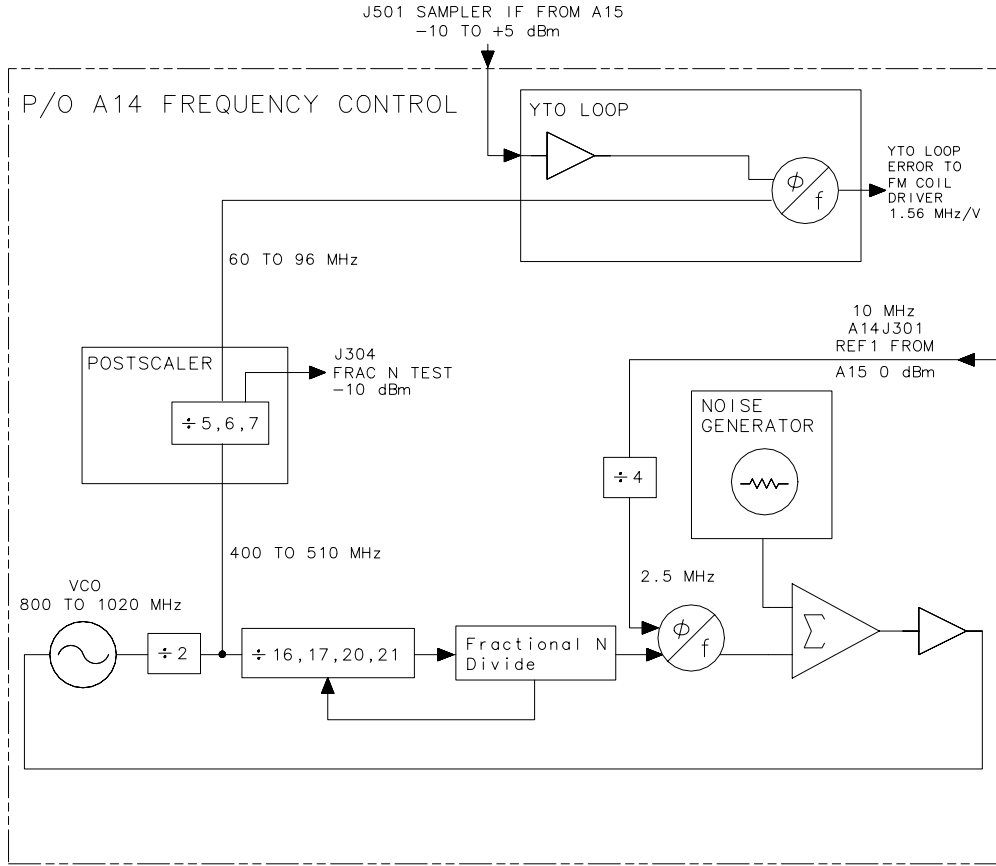 J501 SAMPLER IF FROM A15
-10 TO +5 dBm
P/O A14 FREQUENCY CONTROL
YTO LOOP
ϕ
f
YTO LOOP
ERROR TO
FM COIL
DRIVER
1.56 MHz/V
60 TO 96 MHz
10 MHz
A14J301
REF1 FROM
A15 0 dBm
POSTSCALER
J304
FRAC N TEST
-10 dBm
÷5,6,7
NOISE
GENERATOR
÷4
400 TO 510 MHz
2.5 MHz
VCO
800 TO 1020 MHz
÷2
÷16,17,20,21
Fractional N
Divide
ϕ
f
Σ